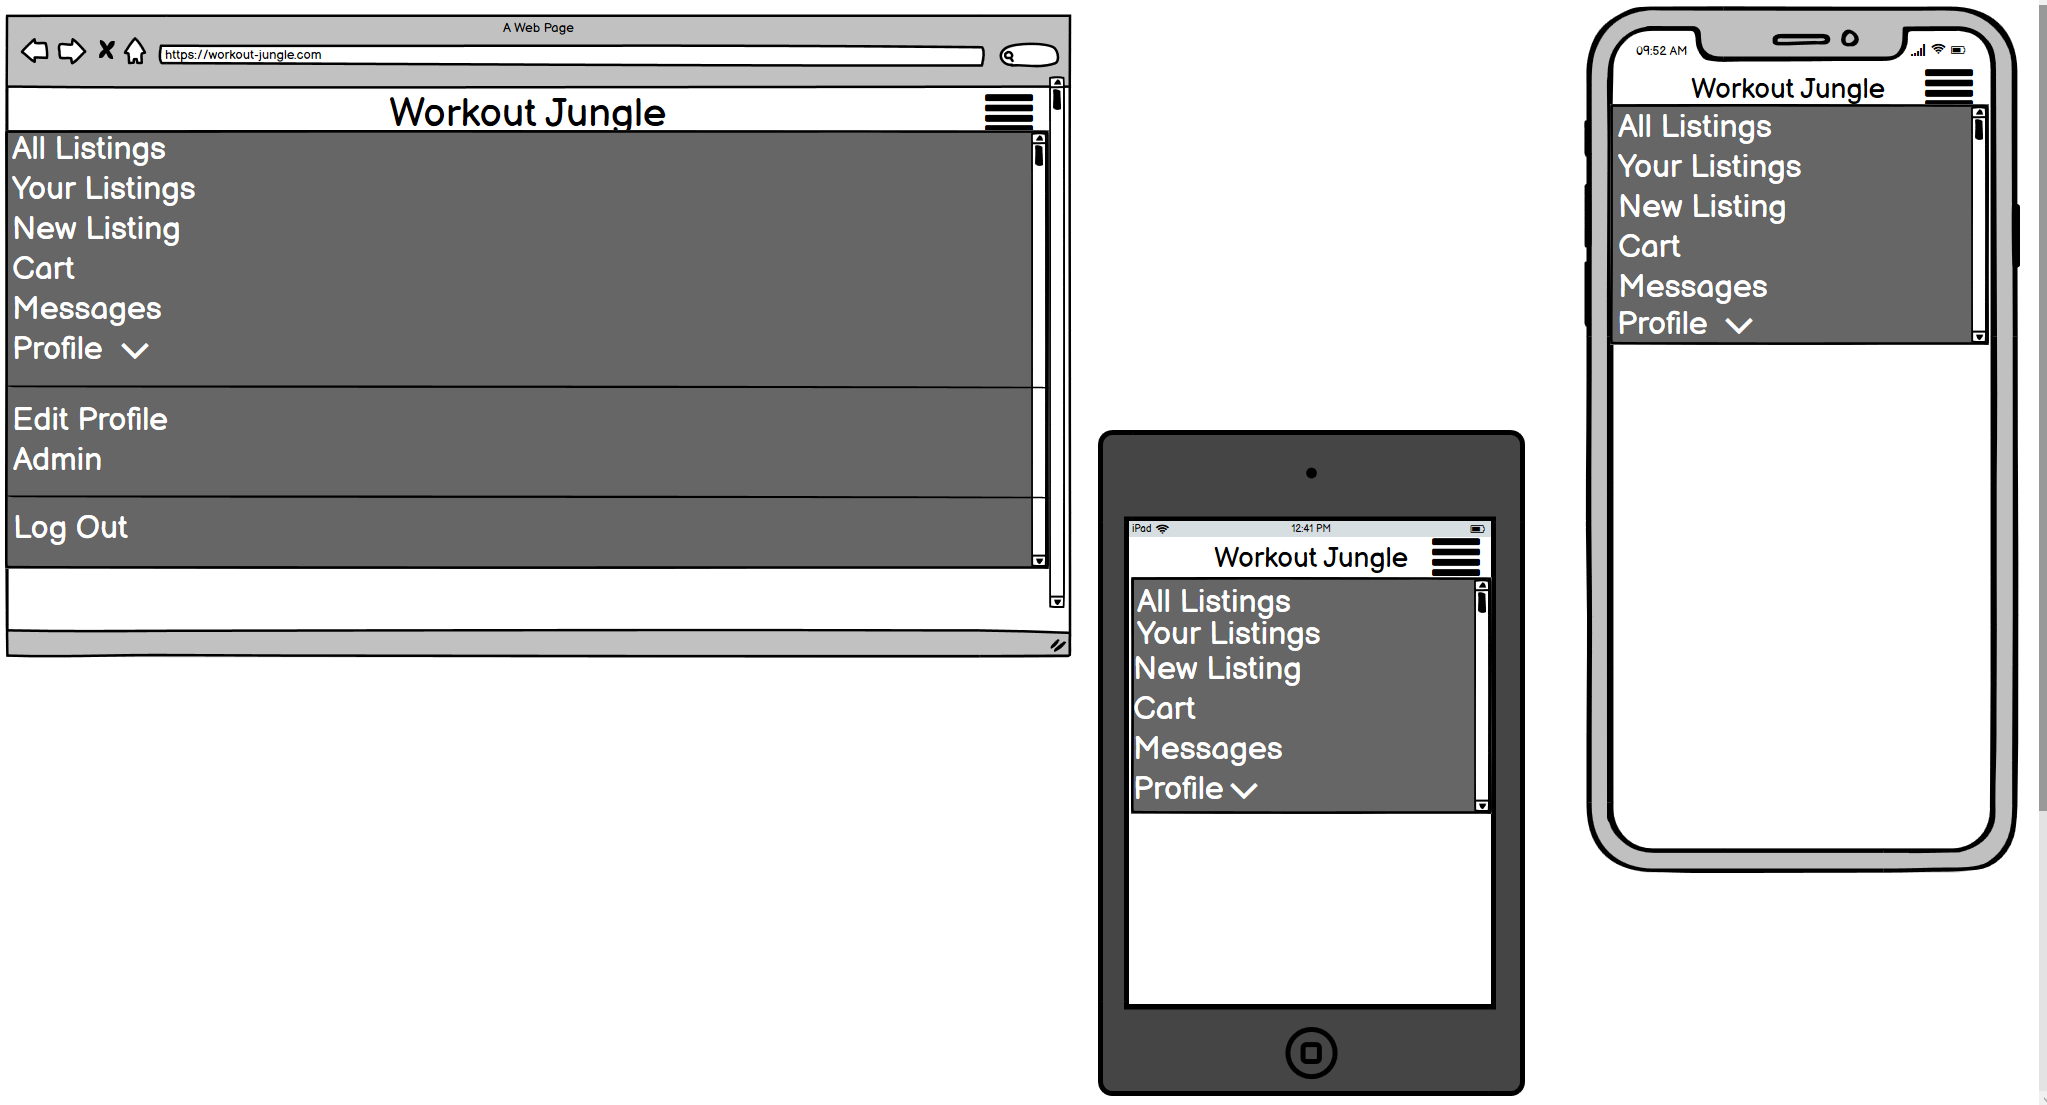 A Web Page
https://workout-jungle.com
Workout Jungle
All Listings
Your Listings
New Listing
Cart
Messages
Profile
Edit Profile
Admin
Log Out
iPad
12:41 PM
Workout Jungle
All Listings
Your Listings
New Listing
Cart
Messages
Profile
09:52 AM
Workout Jungle
All Listings
Your Listings
New Listing
Cart
Messages
Profile